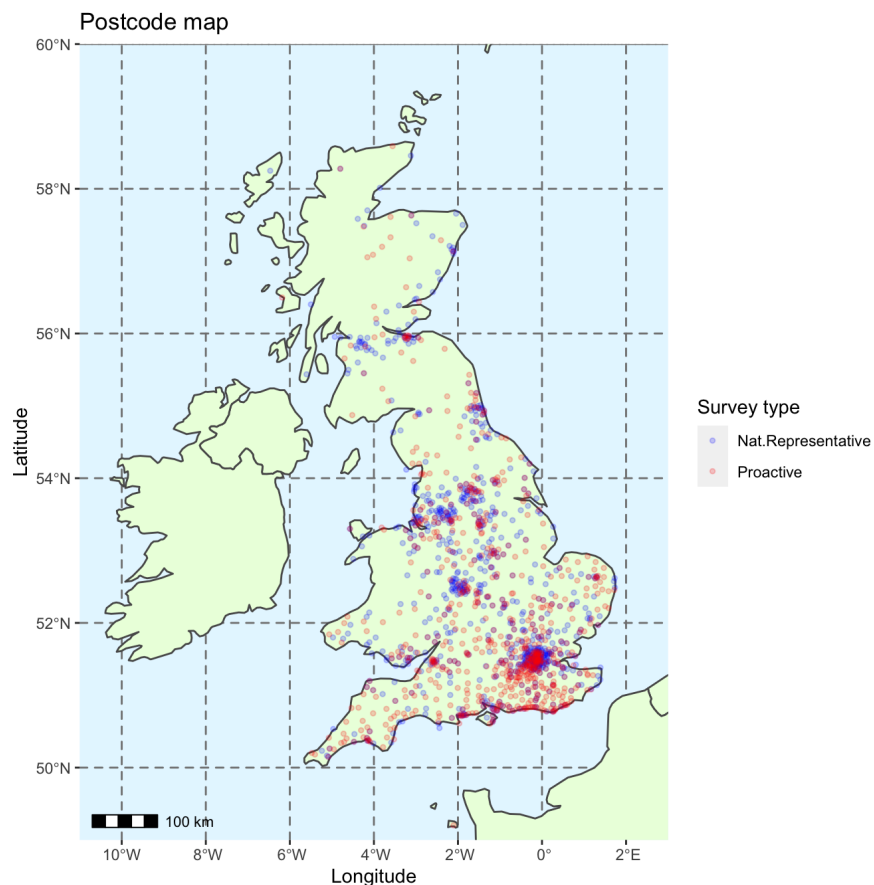 Postcode map
60°N
58°N
56°N
54°N
52°N
50°N
Latitude
100 km
10°W
8°W
6°W
4°W
2°W
0°
2°E
Longitude
Survey type
Nat.Representative
Proactive